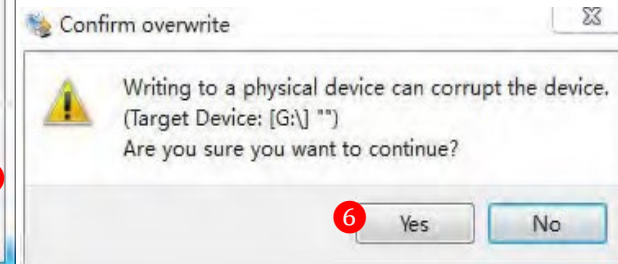 Confirm overwrite
Writing to a physical device can corrupt the device.
(Target Device: [G:\] "")
Are you sure you want to continue?
6 Yes No